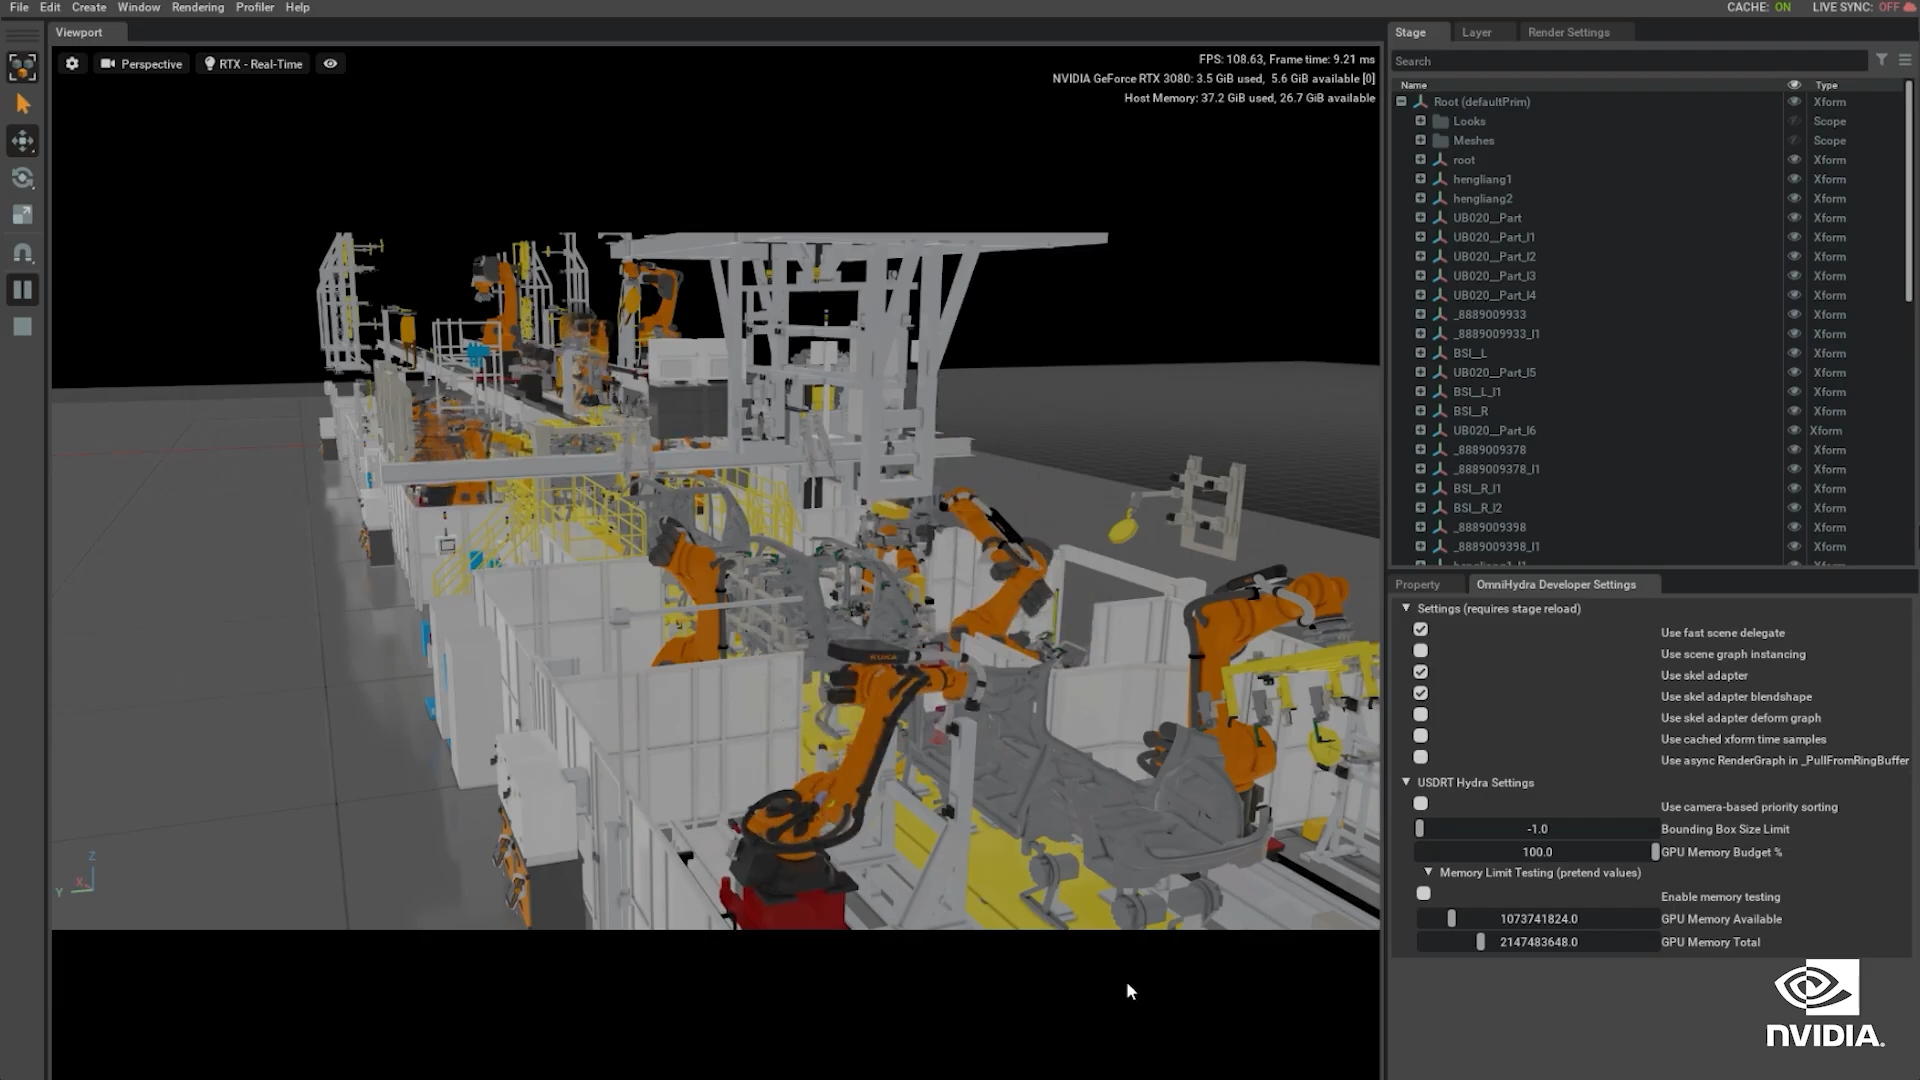 File Edit Create Window Rendering Profiler Help
CACHE: ON LIVE SYNC: OFF
Viewport
Perspective
RTX - Real-Time
FPS: 108.63, Frame time: 9.21 ms
NVIDIA GeForce RTX 3080: 3.5 GiB used, 5.6 GiB available [0]
Host Memory: 37.2 GiB used, 26.7 GiB available
KUKA
Z
Y
X
Stage Layer Render Settings
Search
Name Type
Root (defaultPrim) Xform
Looks Scope
Meshes Scope
root Xform
hengliang1 Xform
hengliang2 Xform
UB020__Part Xform
UB020__Part_I1 Xform
UB020__Part_I2 Xform
UB020__Part_I3 Xform
UB020__Part_I4 Xform
_8889009933 Xform
_8889009933_I1 Xform
BSI__L Xform
UB020__Part_I5 Xform
BSI__L_I1 Xform
BSI__R Xform
UB020__Part_I6 Xform
_8889009378 Xform
_8889009378_I1 Xform
BSI__R_I1 Xform
BSI__R_I2 Xform
_8889009398 Xform
_8889009398_I1 Xform
Property OmniHydra Developer Settings
Settings (requires stage reload)
Use fast scene delegate
Use scene graph instancing
Use skel adapter
Use skel adapter blendshape
Use skel adapter deform graph
Use cached xform time samples
Use async RenderGraph in _PullFromRingBuffer
USDRT Hydra Settings
Use camera-based priority sorting
-1.0 Bounding Box Size Limit
100.0 GPU Memory Budget %
Memory Limit Testing (pretend values)
Enable memory testing
1073741824.0 GPU Memory Available
2147483648.0 GPU Memory Total
NVIDIA.